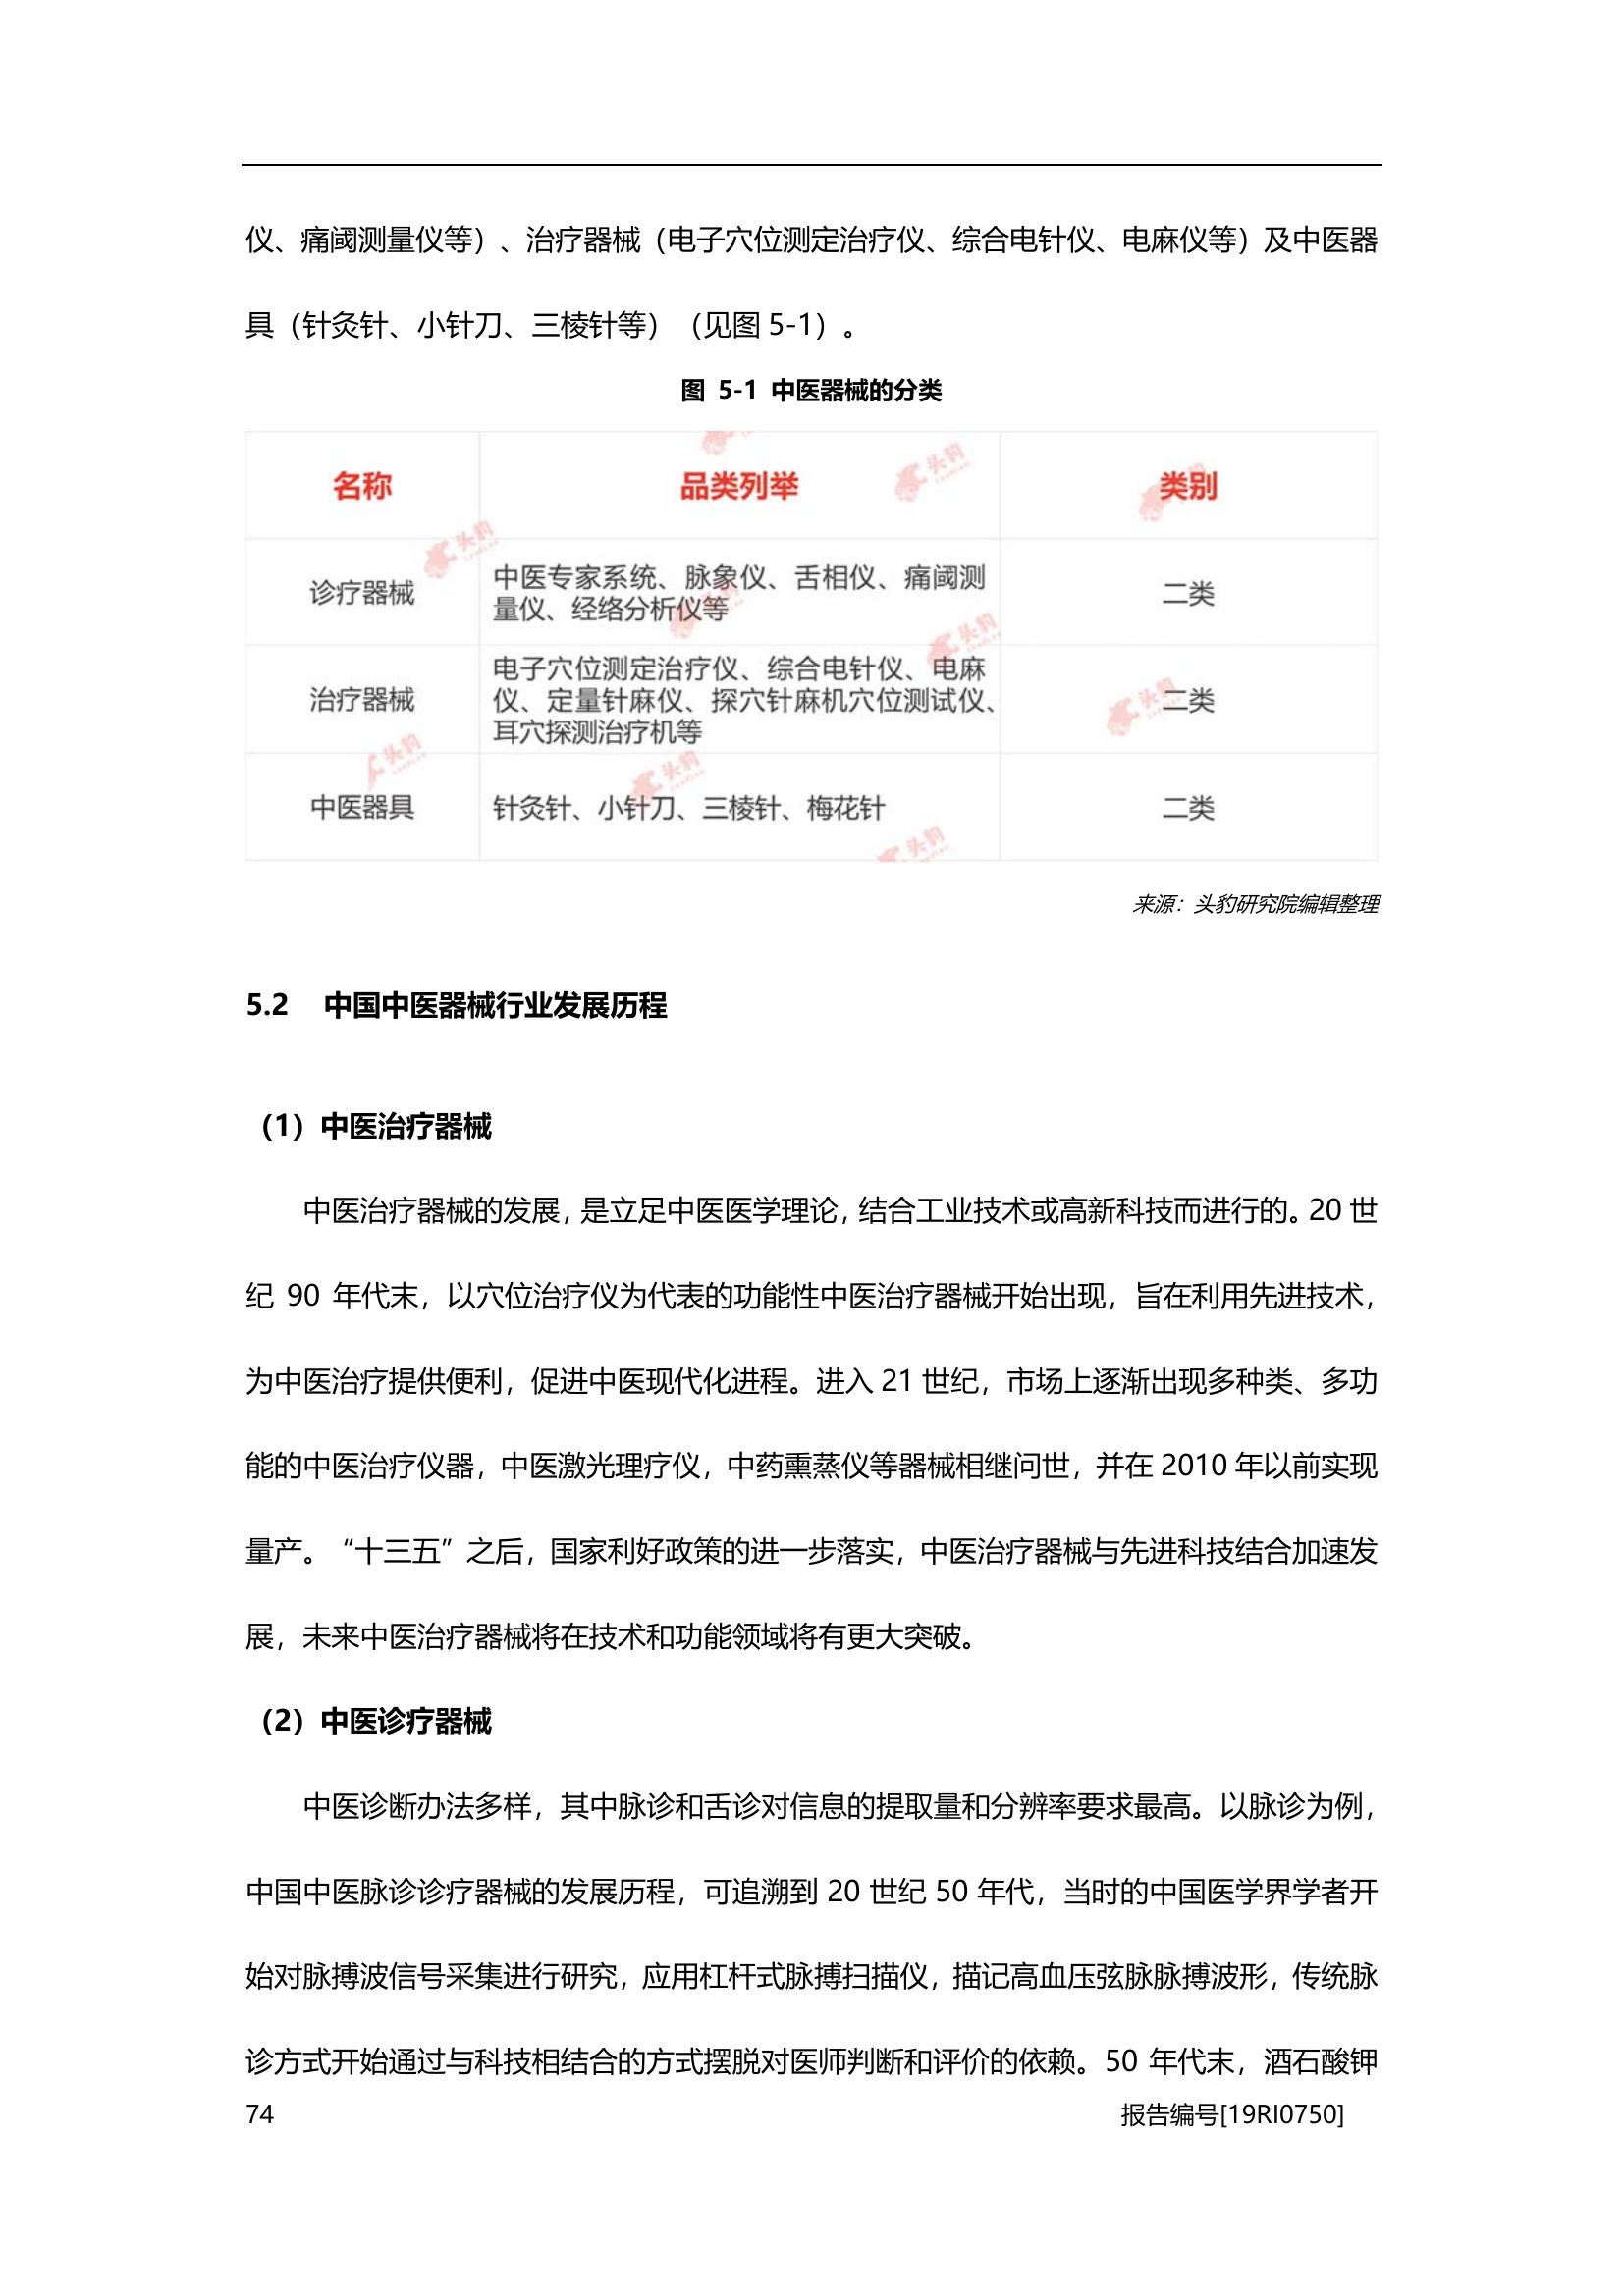 仪、痛阈测量仪等）、治疗器械（电子穴位测定治疗仪、综合电针仪、电麻仪等）及中医器
具（针灸针、小针刀、三棱针等）（见图 5-1）。
图 5-1 中医器械的分类
名称 品类列举 类别
诊疗器械 中医专家系统、脉象仪、舌相仪、痛阈测
量仪、经络分析仪等 二类
治疗器械 电子穴位测定治疗仪、综合电针仪、电麻
仪、定量针麻仪、探穴针麻机穴位测试仪、 二类
耳穴探测治疗机等
中医器具 针灸针、小针刀、三棱针、梅花针 二类
来源：头豹研究院编辑整理
5.2 中国中医器械行业发展历程
（1）中医治疗器械
中医治疗器械的发展，是立足中医医学理论，结合工业技术或高新科技而进行的。20 世
纪 90 年代末，以穴位治疗仪为代表的功能性中医治疗器械开始出现，旨在利用先进技术，
为中医治疗提供便利，促进中医现代化进程。进入 21 世纪，市场上逐渐出现多种类、多功
能的中医治疗仪器，中医激光理疗仪，中药熏蒸仪等器械相继问世，并在 2010 年以前实现
量产。“十三五”之后，国家利好政策的进一步落实，中医治疗器械与先进科技结合加速发
展，未来中医治疗器械将在技术和功能领域将有更大突破。
（2）中医诊疗器械
中医诊断办法多样，其中脉诊和舌诊对信息的提取量和分辨率要求最高。以脉诊为例，
中国中医脉诊诊疗器械的发展历程，可追溯到 20 世纪 50 年代，当时的中国医学界学者开
始对脉搏波信号采集进行研究，应用杠杆式脉搏扫描仪，描记高血压弦脉脉搏波形，传统脉
诊方式开始通过与科技相结合的方式摆脱对医师判断和评价的依赖。50 年代末，酒石酸钾
74 报告编号[19RI0750]